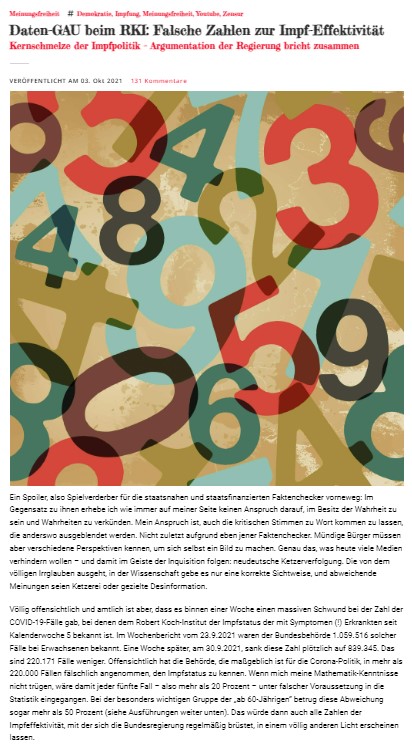 Meinungsfreiheit # Demokratie, Impfung, Meinungsfreiheit, Youtube, Zensur
Daten-GAU beim RKI: Falsche Zahlen zur Impf-Effektivität
Kernschmelze der Impfpolitik - Argumentation der Regierung bricht zusammen
VERÖFFENTLICHT AM 03. Okt 2021 131 Kommentare
3
3
4
2
8
4
9
5
9
8
0
6
Ein Spoiler, also Spielverderber für die staatsnahen und staatsfinanzierten Faktenchecker vorneweg: Im
Gegensatz zu ihnen erhebe ich wie immer auf meiner Seite keinen Anspruch darauf, im Besitz der Wahrheit zu
sein und Wahrheiten zu verkünden. Mein Anspruch ist, auch die kritischen Stimmen zu Wort kommen zu lassen,
die anderswo ausgeblendet werden. Nicht zuletzt aufgrund eben jener Faktenchecker. Mündige Bürger müssen
aber verschiedene Perspektiven kennen, um sich selbst ein Bild zu machen. Genau das, was heute viele Medien
verhindern wollen – und damit im Geiste der Inquisition folgen: neudeutsche Ketzerverfolgung. Die von dem
völligen Irrglauben ausgeht, in der Wissenschaft gebe es nur eine korrekte Sichtweise, und abweichende
Meinungen seien Ketzerei oder gezielte Desinformation.
Völlig offensichtlich und amtlich ist aber, dass es binnen einer Woche einen massiven Schwund bei der Zahl der
COVID-19-Fälle gab, bei denen dem Robert Koch-Institut der Impfstatus der mit Symptomen (!) Erkrankten seit
Kalenderwoche 5 bekannt ist. Im Wochenbericht vom 23.9.2021 waren der Bundesbehörde 1.059.516 solcher
Fälle bei Erwachsenen bekannt. Eine Woche später, am 30.9.2021, sank diese Zahl plötzlich auf 839.345. Das
sind 220.171 Fälle weniger. Offensichtlich hat die Behörde, die maßgeblich ist für die Corona-Politik, in mehr als
220.000 Fällen fälschlich angenommen, den Impfstatus zu kennen. Wenn mich meine Mathematik-Kenntnisse
nicht trügen, wäre damit jeder fünfte Fall – also mehr als 20 Prozent – unter falscher Voraussetzung in die
Statistik eingegangen. Bei der besonders wichtigen Gruppe der „ab 60-Jährigen“ betrug diese Abweichung
sogar mehr als 50 Prozent (siehe Ausführungen weiter unten). Das würde dann auch alle Zahlen der
Impfeffektivität, mit der sich die Bundesregierung regelmäßig brüstet, in einem völlig anderen Licht erscheinen
lassen.